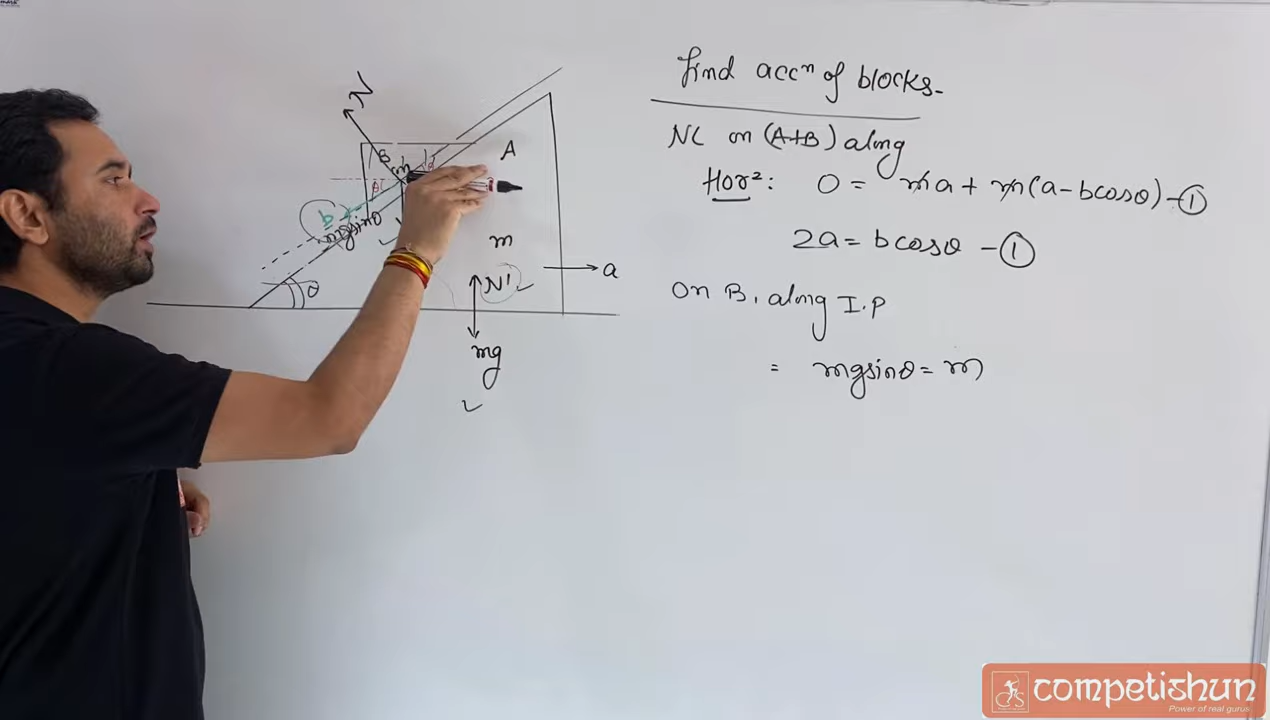 find accⁿ of blocks.
NL on (A+B) along
Hor²: 0 = ma + m(a - bcosθ) - ①
2a = bcosθ - ①
On B, along I.P
= mgsinθ = m
N
B
A
m
a
b
mgsinθ
m
θ
N'
a
mg
competishun
Power of real gurus